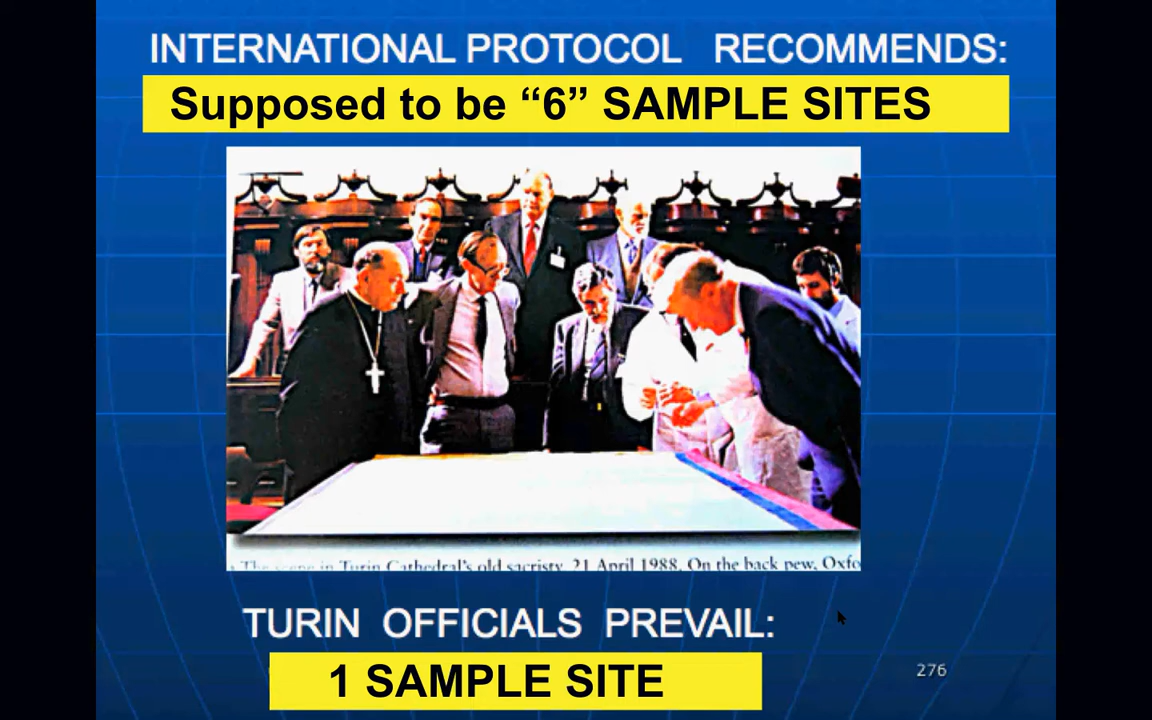 INTERNATIONAL PROTOCOL RECOMMENDS:
Supposed to be “6” SAMPLE SITES
The scene in Turin Cathedral's old sacristy, 21 April 1988. On the back pew, Oxfo
TURIN OFFICIALS PREVAIL:
1 SAMPLE SITE
276